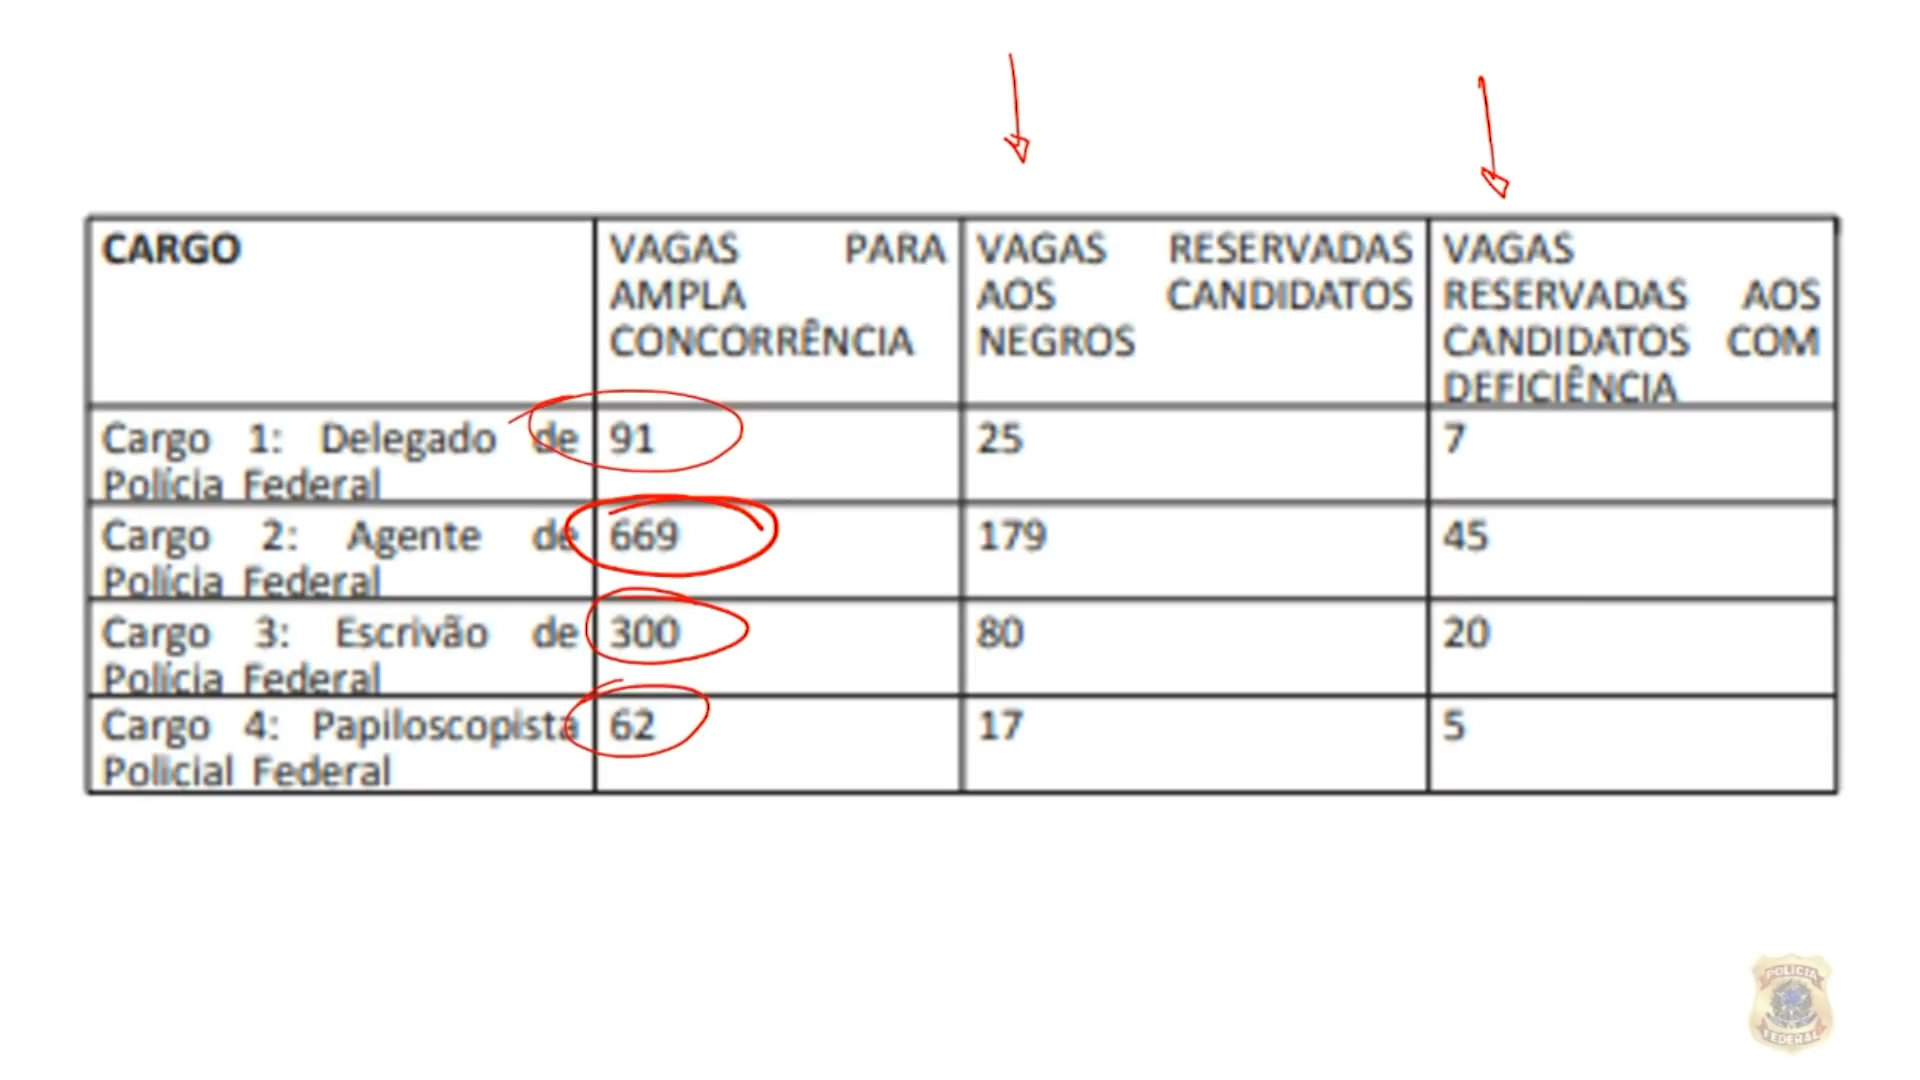 CARGO
VAGAS PARA
AMPLA
CONCORRÊNCIA
VAGAS RESERVADAS
AOS CANDIDATOS
NEGROS
VAGAS
RESERVADAS AOS
CANDIDATOS COM
DEFICIÊNCIA
Cargo 1: Delegado de
Polícia Federal
91
25
7
Cargo 2: Agente de
Polícia Federal
669
179
45
Cargo 3: Escrivão de
Polícia Federal
300
80
20
Cargo 4: Papiloscopista
Policial Federal
62
17
5
POLÍCIA
FEDERAL